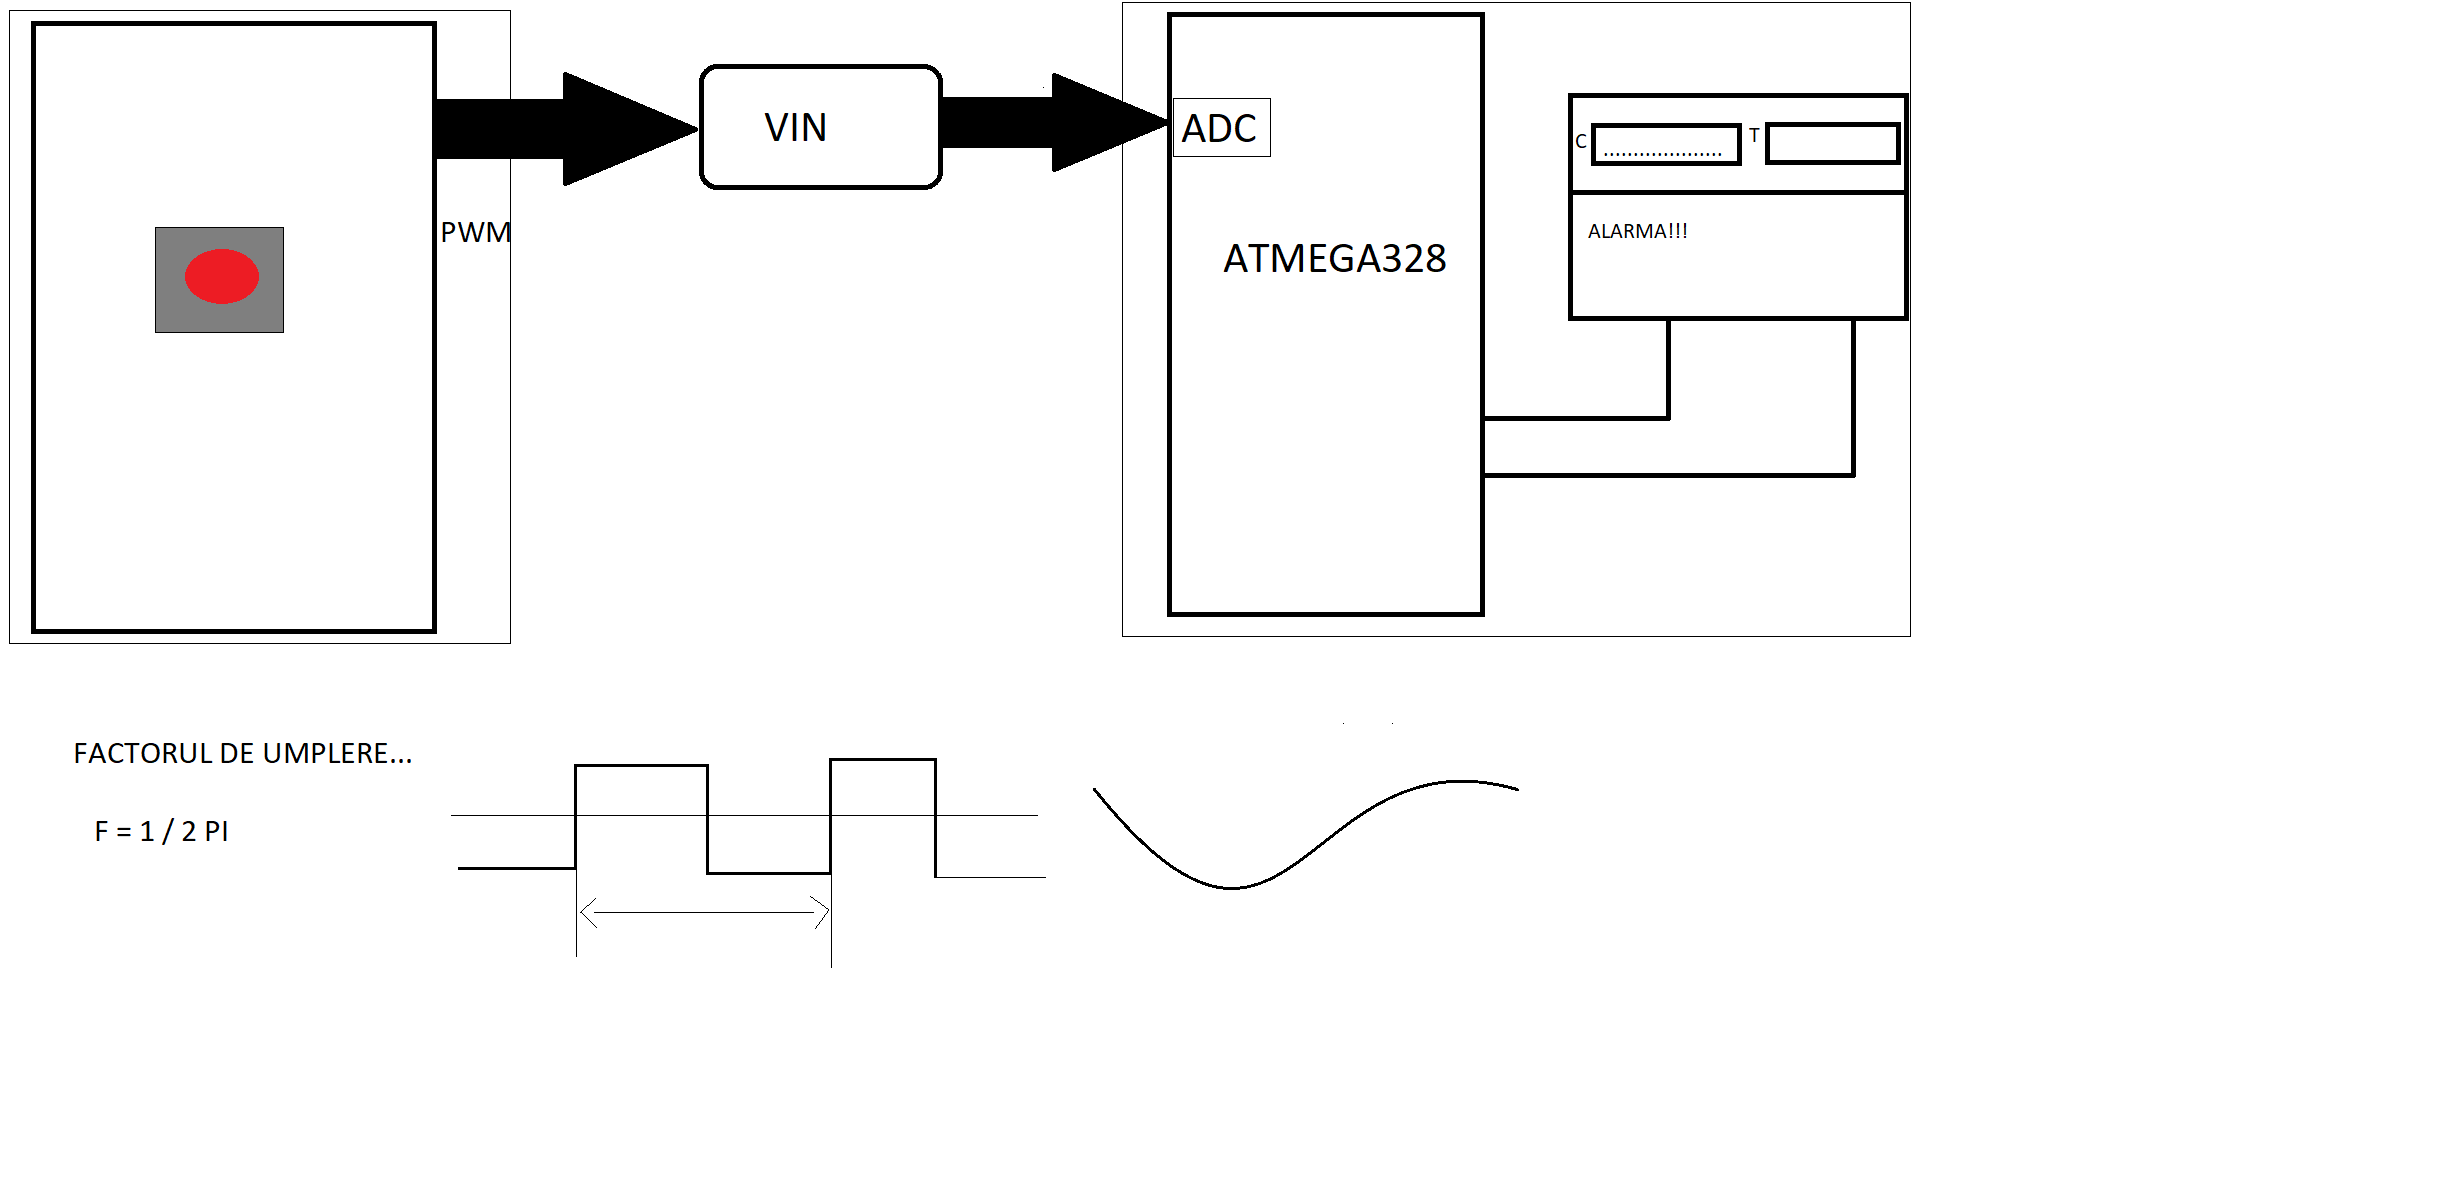 VIN
ADC
PWM
ATMEGA328
C .................... T
ALARMA!!!
FACTORUL DE UMPLERE...
F = 1 / 2 PI